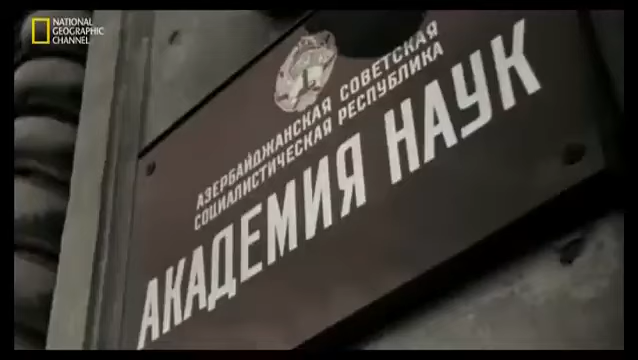 NATIONAL
GEOGRAPHIC
CHANNEL
АЗЕРБАЙДЖАНСКАЯ СОВЕТСКАЯ
СОЦИАЛИСТИЧЕСКАЯ РЕСПУБЛИКА
АКАДЕМИЯ НАУК